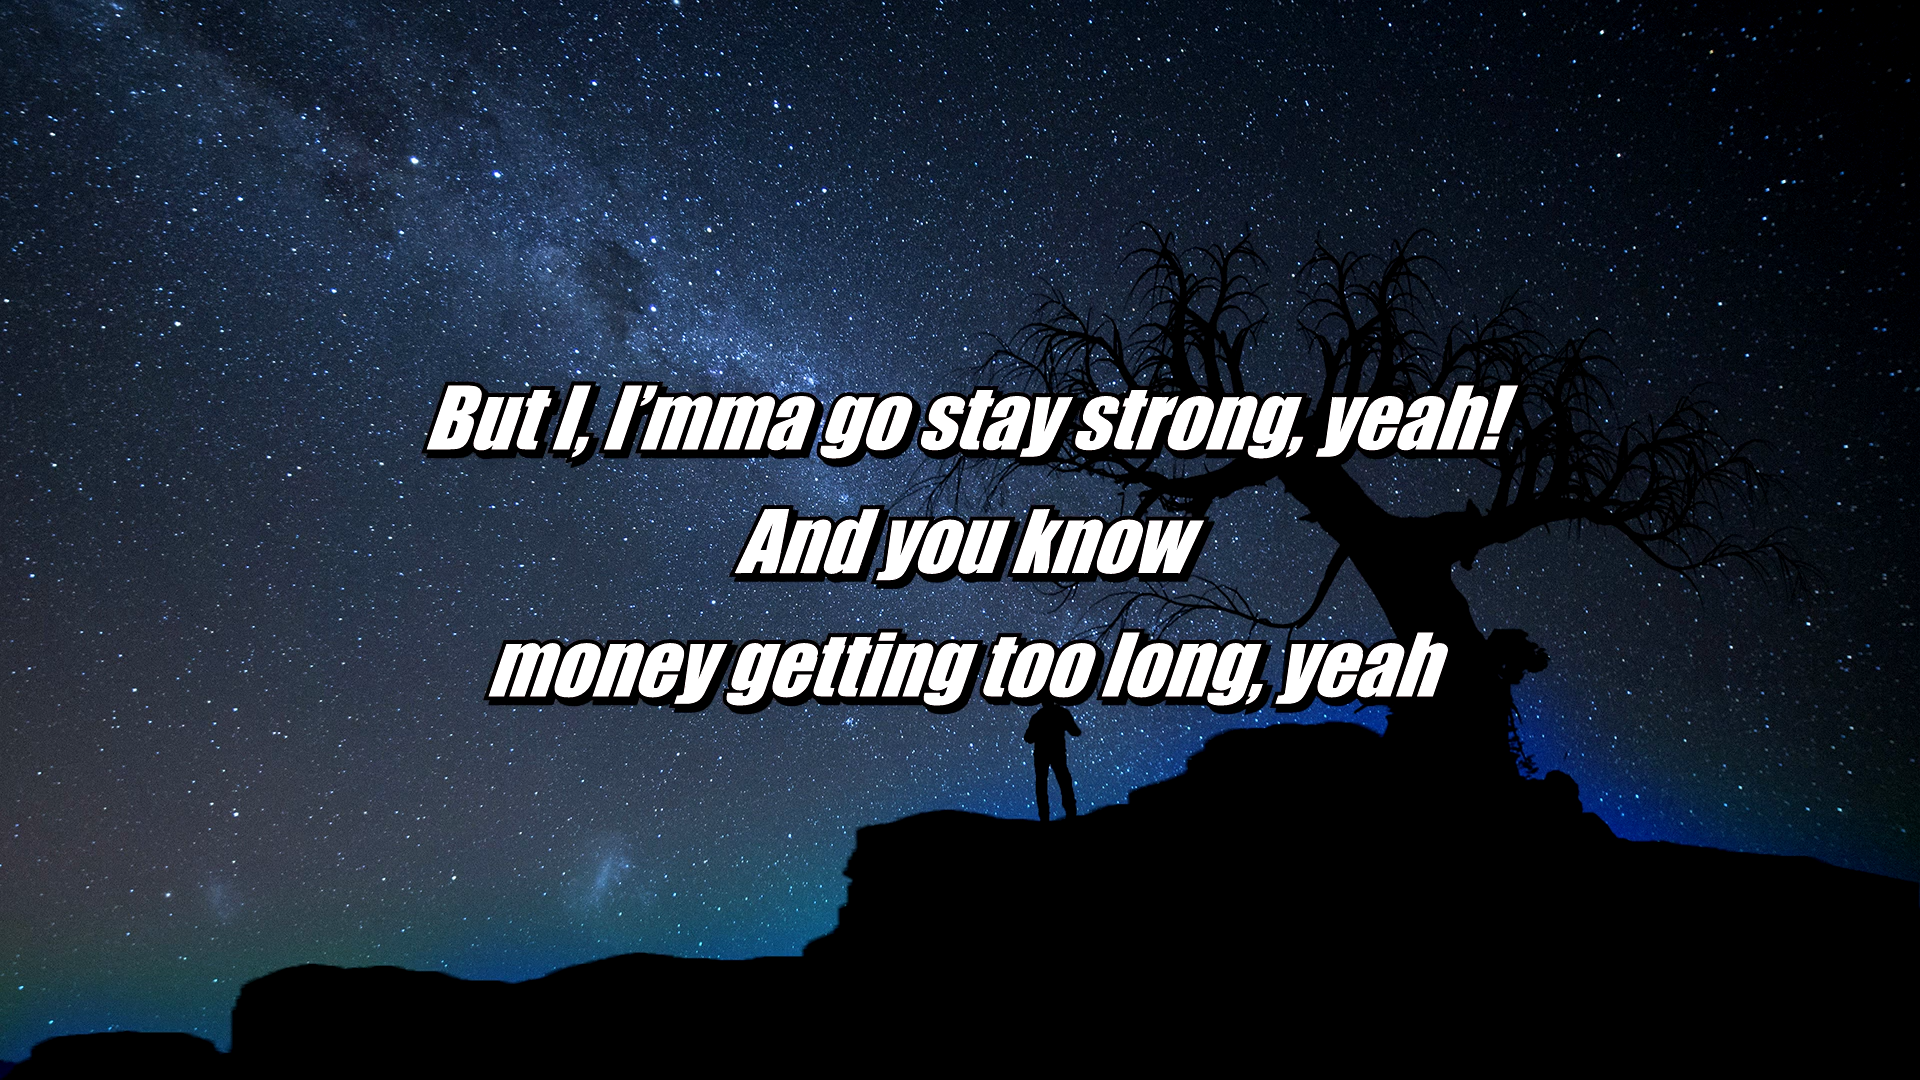 But I, I’mma go stay strong, yeah!
And you know
money getting too long, yeah